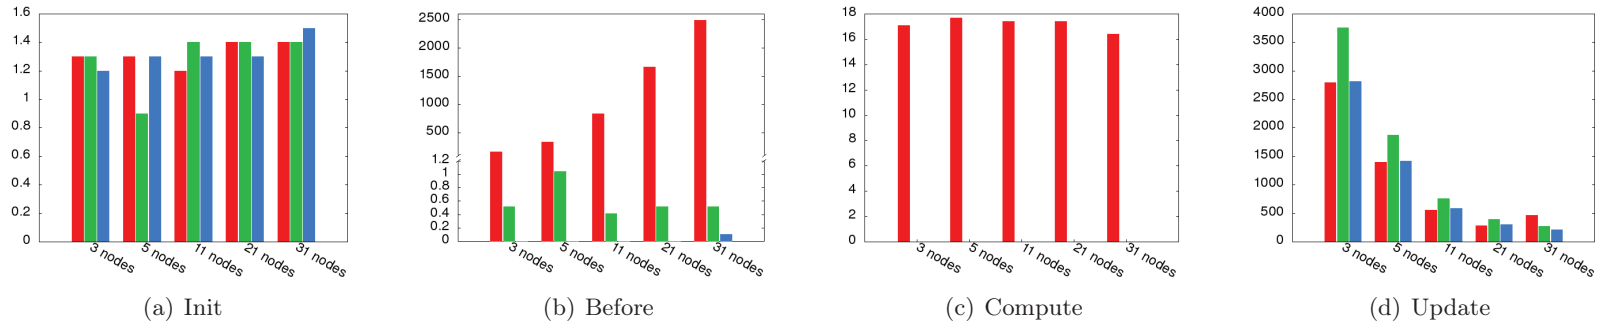 1.6
1.4
1.2
1
0.8
0.6
0.4
0.2
0
3 nodes
5 nodes
11 nodes
21 nodes
31 nodes
(a) Init
2500
2000
1500
1000
500
1.2
1
0.8
0.6
0.4
0.2
0
3 nodes
5 nodes
11 nodes
21 nodes
31 nodes
(b) Before
18
16
14
12
10
8
6
4
2
0
3 nodes
5 nodes
11 nodes
21 nodes
31 nodes
(c) Compute
4000
3500
3000
2500
2000
1500
1000
500
0
3 nodes
5 nodes
11 nodes
21 nodes
31 nodes
(d) Update